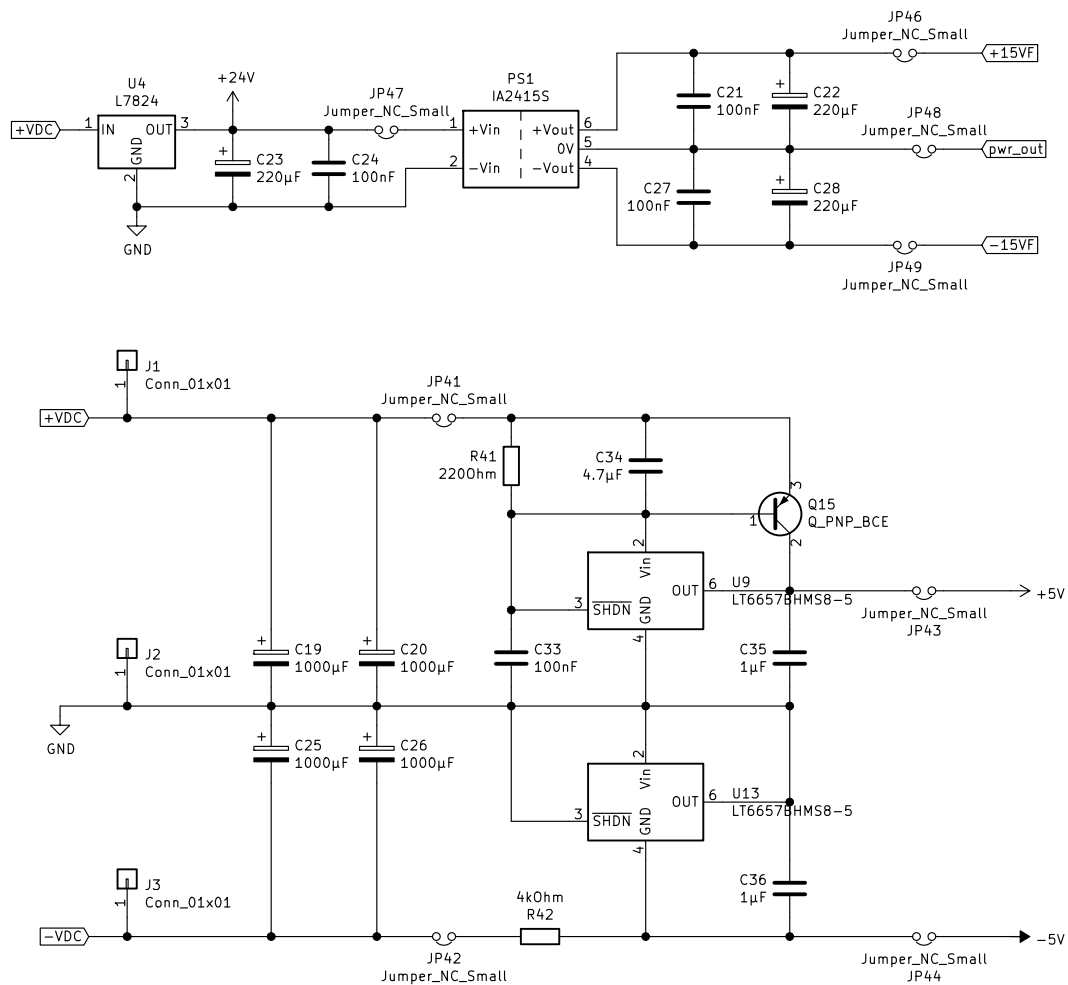 JP46
Jumper_NC_Small
+15VF
U4
L7824
+24V
JP47
Jumper_NC_Small
PS1
IA2415S
+VDC
1
IN
OUT
3
GND
2
C23
220µF
C24
100nF
1
+Vin
2
−Vin
+Vout
6
0V
5
−Vout
4
C21
100nF
C22
220µF
JP48
Jumper_NC_Small
pwr_out
C27
100nF
C28
220µF
GND
−15VF
JP49
Jumper_NC_Small
J1
Conn_01x01
1
+VDC
JP41
Jumper_NC_Small
R41
220Ohm
C34
4.7µF
3
1
2
Q15
Q_PNP_BCE
2
Vin
OUT
6
3
SHDN
GND
4
U9
LT6657BHMS8-5
Jumper_NC_Small
JP43
+5V
J2
Conn_01x01
1
C19
1000µF
C20
1000µF
C33
100nF
C35
1µF
GND
C25
1000µF
C26
1000µF
2
Vin
OUT
6
3
SHDN
GND
4
U13
LT6657BHMS8-5
C36
1µF
J3
Conn_01x01
1
−VDC
4kOhm
R42
JP42
Jumper_NC_Small
Jumper_NC_Small
JP44
−5V